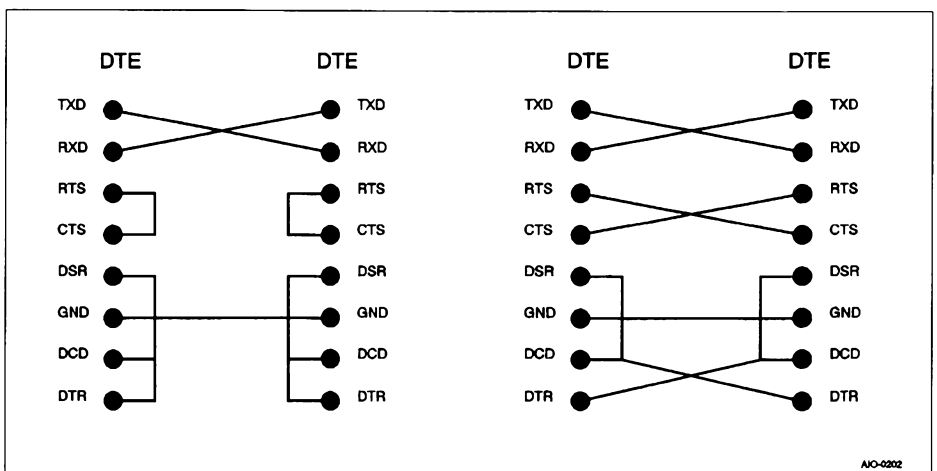 DTE DTE DTE DTE
TXD TXD TXD TXD
RXD RXD RXD RXD
RTS RTS RTS RTS
CTS CTS CTS CTS
DSR DSR DSR DSR
GND GND GND GND
DCD DCD DCD DCD
DTR DTR DTR DTR
AIO-0202